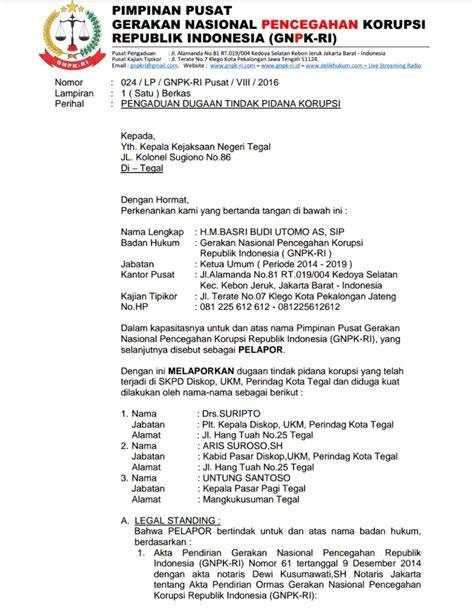 PIMPINAN PUSAT
GERAKAN NASIONAL PENCEGAHAN KORUPSI
REPUBLIK INDONESIA (GNPK-RI)
Pusat Pengaduan : Jl. Alamanda No.81 RT.019/004 Kedoya Selatan Kebon Jeruk Jakarta Barat - Indonesia
Pusat Kajian Tipikor : Jl. Terate No.7 Klego Kota Pekalongan Jawa Tengah 51124.
Email : gnpkri@gmail.com. Website : www.gnpk-ri.com – www.gnpk-ri.id – www.delikhukum.com – Live Streaming Radio
GNPK-RI
Nomor : 024 / LP / GNPK-RI Pusat / VIII / 2016
Lampiran : 1 ( Satu ) Berkas
Perihal : PENGADUAN DUGAAN TINDAK PIDANA KORUPSI
Kepada,
Yth. Kepala Kejaksaan Negeri Tegal
JL. Kolonel Sugiono No.86
Di – Tegal
Dengan Hormat,
Perkenankan kami yang bertanda tangan di bawah ini :
Nama Lengkap : H.M.BASRI BUDI UTOMO AS, SIP
Badan Hukum : Gerakan Nasional Pencegahan Korupsi
Republik Indonesia ( GNPK-RI )
Jabatan : Ketua Umum ( Periode 2014 - 2019 )
Kantor Pusat : Jl.Alamanda No.81 RT.019/004 Kedoya Selatan
Kec. Kebon Jeruk, Jakarta Barat - Indonesia
Kajian Tipikor : Jl. Terate No.07 Klego Kota Pekalongan Jateng
No.HP : 081 225 612 612 - 081225612612
Dalam kapasitasnya untuk dan atas nama Pimpinan Pusat Gerakan
Nasional Pencegahan Korupsi Republik Indonesia (GNPK-RI), yang
selanjutnya disebut sebagai PELAPOR.
Dengan ini MELAPORKAN dugaan tindak pidana korupsi yang telah
terjadi di SKPD Diskop, UKM, Perindag Kota Tegal dan diduga kuat
dilakukan oleh nama-nama sebagai berikut :
1. Nama : Drs.SURIPTO
Jabatan : Plt. Kepala Diskop, UKM, Perindag Kota Tegal
Alamat : Jl. Hang Tuah No.25 Tegal
2. Nama : ARIS SUROSO,SH
Jabatan : Kabid Pasar Diskop,UKM, Perindag Kota Tegal
Alamat : Jl. Hang Tuah No.25 Tegal
3. Nama : UNTUNG SANTOSO
Jabatan : Kepala Pasar Pagi Tegal
Alamat : Mangkukusuman Tegal
A. LEGAL STANDING :
Bahwa PELAPOR bertindak untuk dan atas nama badan hukum,
berdasarkan :
1. Akta Pendirian Gerakan Nasional Pencegahan Korupsi Republik
Indonesia (GNPK-RI) Nomor 61 tertanggal 9 Desember 2014
dengan akta notaris Dewi Kusumawati,SH Notaris Jakarta
tentang Akta Pendirian Ormas Gerakan Nasional Pencegahan
Korupsi Republik Indonesia (GNPK-RI):